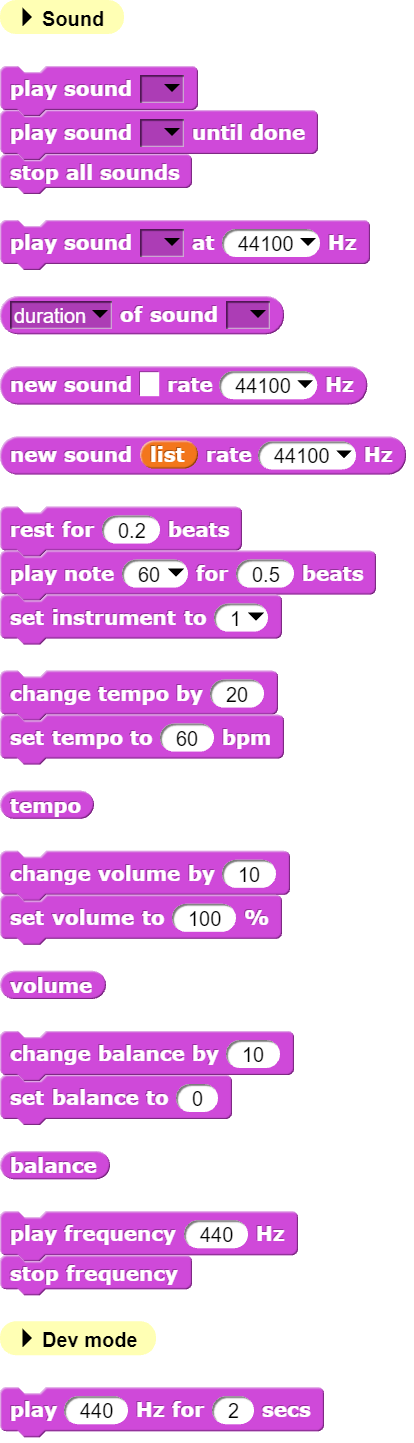 Sound
play sound
play sound until done
stop all sounds
play sound at 44100 Hz
duration of sound
new sound rate 44100 Hz
new sound list rate 44100 Hz
rest for 0.2 beats
play note 60 for 0.5 beats
set instrument to 1
change tempo by 20
set tempo to 60 bpm
tempo
change volume by 10
set volume to 100 %
volume
change balance by 10
set balance to 0
balance
play frequency 440 Hz
stop frequency
Dev mode
play 440 Hz for 2 secs